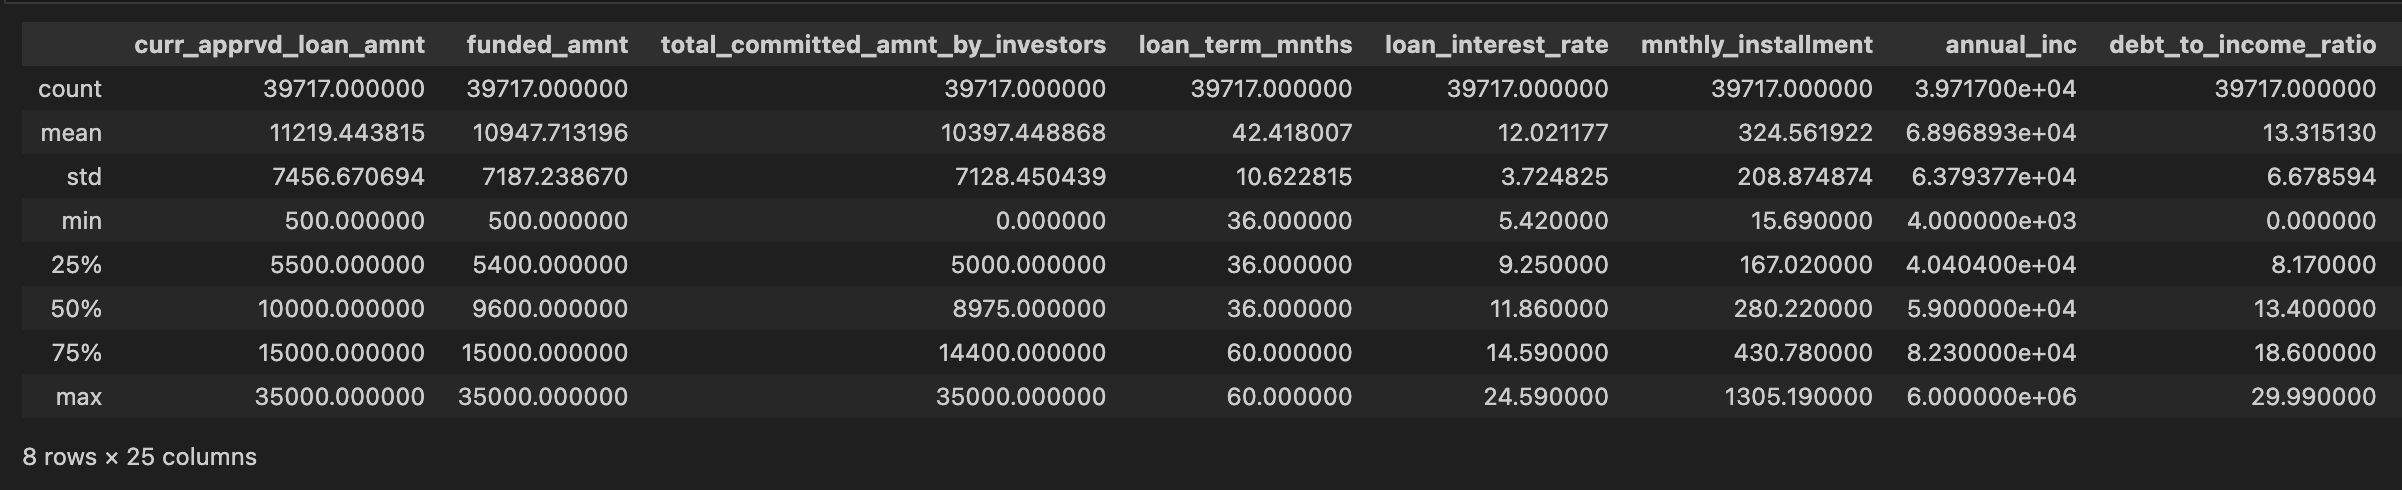 curr_apprvd_loan_amnt funded_amnt total_committed_amnt_by_investors loan_term_mnths loan_interest_rate mnthly_installment annual_inc debt_to_income_ratio
count 39717.000000 39717.000000 39717.000000 39717.000000 39717.000000 39717.000000 3.971700e+04 39717.000000
mean 11219.443815 10947.713196 10397.448868 42.418007 12.021177 324.561922 6.896893e+04 13.315130
std 7456.670694 7187.238670 7128.450439 10.622815 3.724825 208.874874 6.379377e+04 6.678594
min 500.000000 500.000000 0.000000 36.000000 5.420000 15.690000 4.000000e+03 0.000000
25% 5500.000000 5400.000000 5000.000000 36.000000 9.250000 167.020000 4.040400e+04 8.170000
50% 10000.000000 9600.000000 8975.000000 36.000000 11.860000 280.220000 5.900000e+04 13.400000
75% 15000.000000 15000.000000 14400.000000 60.000000 14.590000 430.780000 8.230000e+04 18.600000
max 35000.000000 35000.000000 35000.000000 60.000000 24.590000 1305.190000 6.000000e+06 29.990000
8 rows × 25 columns